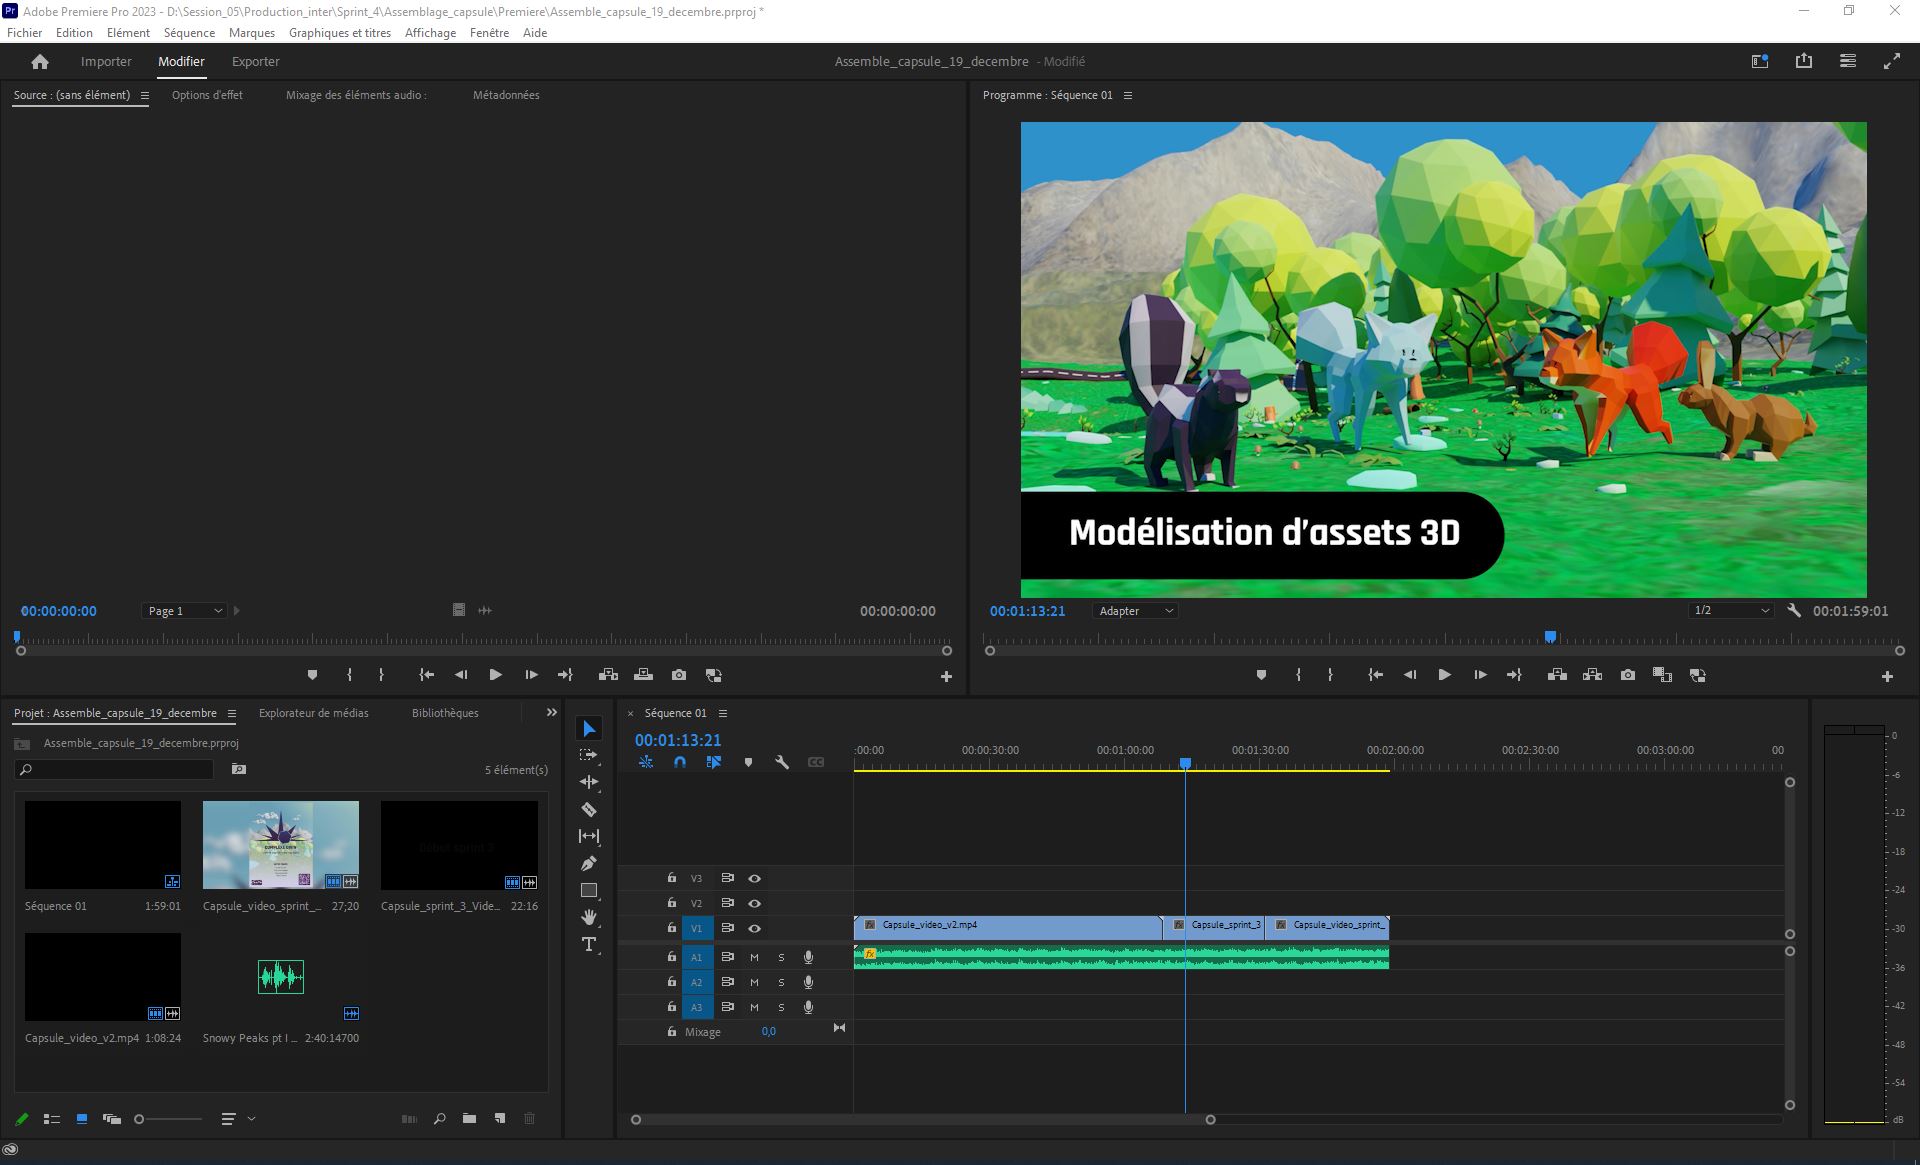 Adobe Premiere Pro 2023 - D:\Session_05\Production_inter\Sprint_4\Assemblage_capsule\Premiere\Assemble_capsule_19_decembre.prproj *
Fichier Edition Elément Séquence Marques Graphiques et titres Affichage Fenêtre Aide
Importer Modifier Exporter
Assemble_capsule_19_decembre - Modifié
Source : (sans élément) Options d'effet Mixage des éléments audio : Métadonnées
Programme : Séquence 01
Modélisation d'assets 3D
00:00:00:00 Page 1 00:00:00:00
00:01:13:21 Adapter 1/2 00:01:59:01
Projet : Assemble_capsule_19_decembre Explorateur de médias Bibliothèques
Assemble_capsule_19_decembre.prproj
5 élément(s)
Séquence 01 1:59:01
Capsule_video_sprint_... 27;20
Capsule_sprint_3_Vide... 22:16
Capsule_video_v2.mp4 1:08:24
Snowy Peaks pt I ... 2:40:14700
Séquence 01
00:01:13:21
:00:00 00:00:30:00 00:01:00:00 00:01:30:00 00:02:00:00 00:02:30:00 00:03:00:00 00
V3
V2
V1 Capsule_video_v2.mp4 Capsule_sprint_3 Capsule_video_sprint_
A1 M S
A2 M S
A3 M S
Mixage 0,0
0
-6
-12
-18
-24
-30
-36
-42
-48
-54
dB